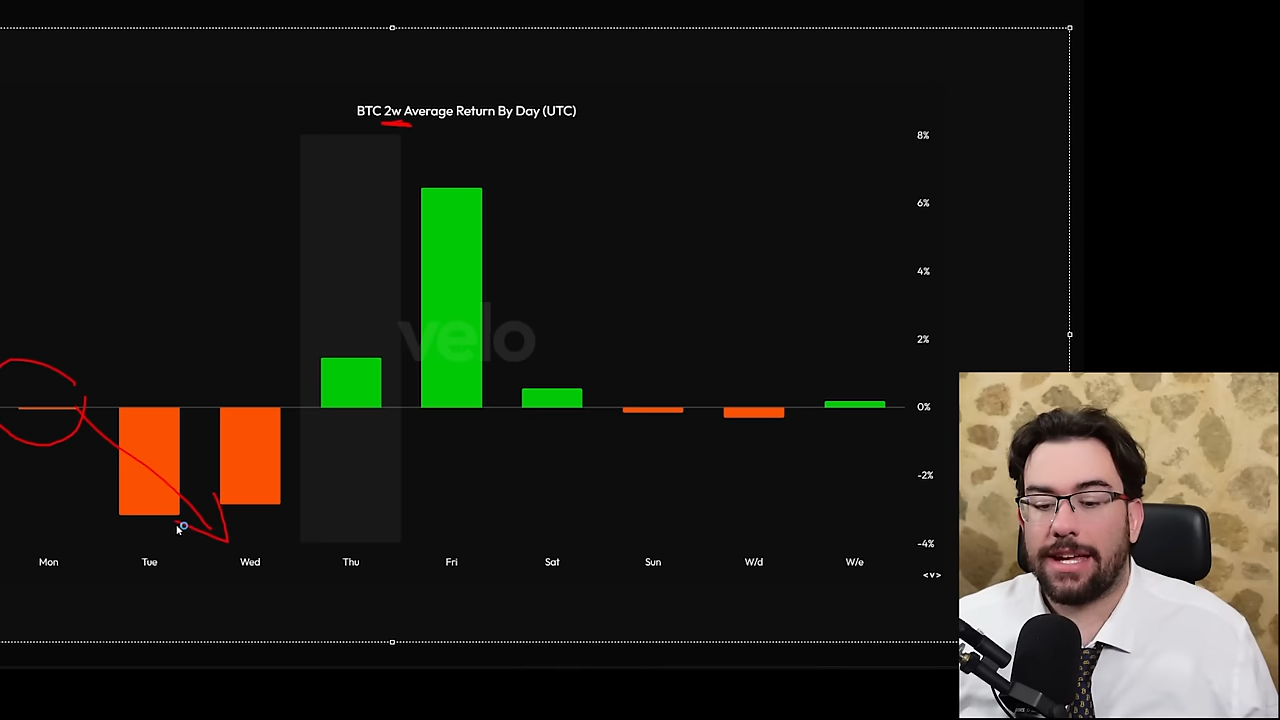 BTC 2w Average Return By Day (UTC)
8%
6%
4%
2%
0%
-2%
-4%
velo
Mon Tue Wed Thu Fri Sat Sun W/d W/e
<v>